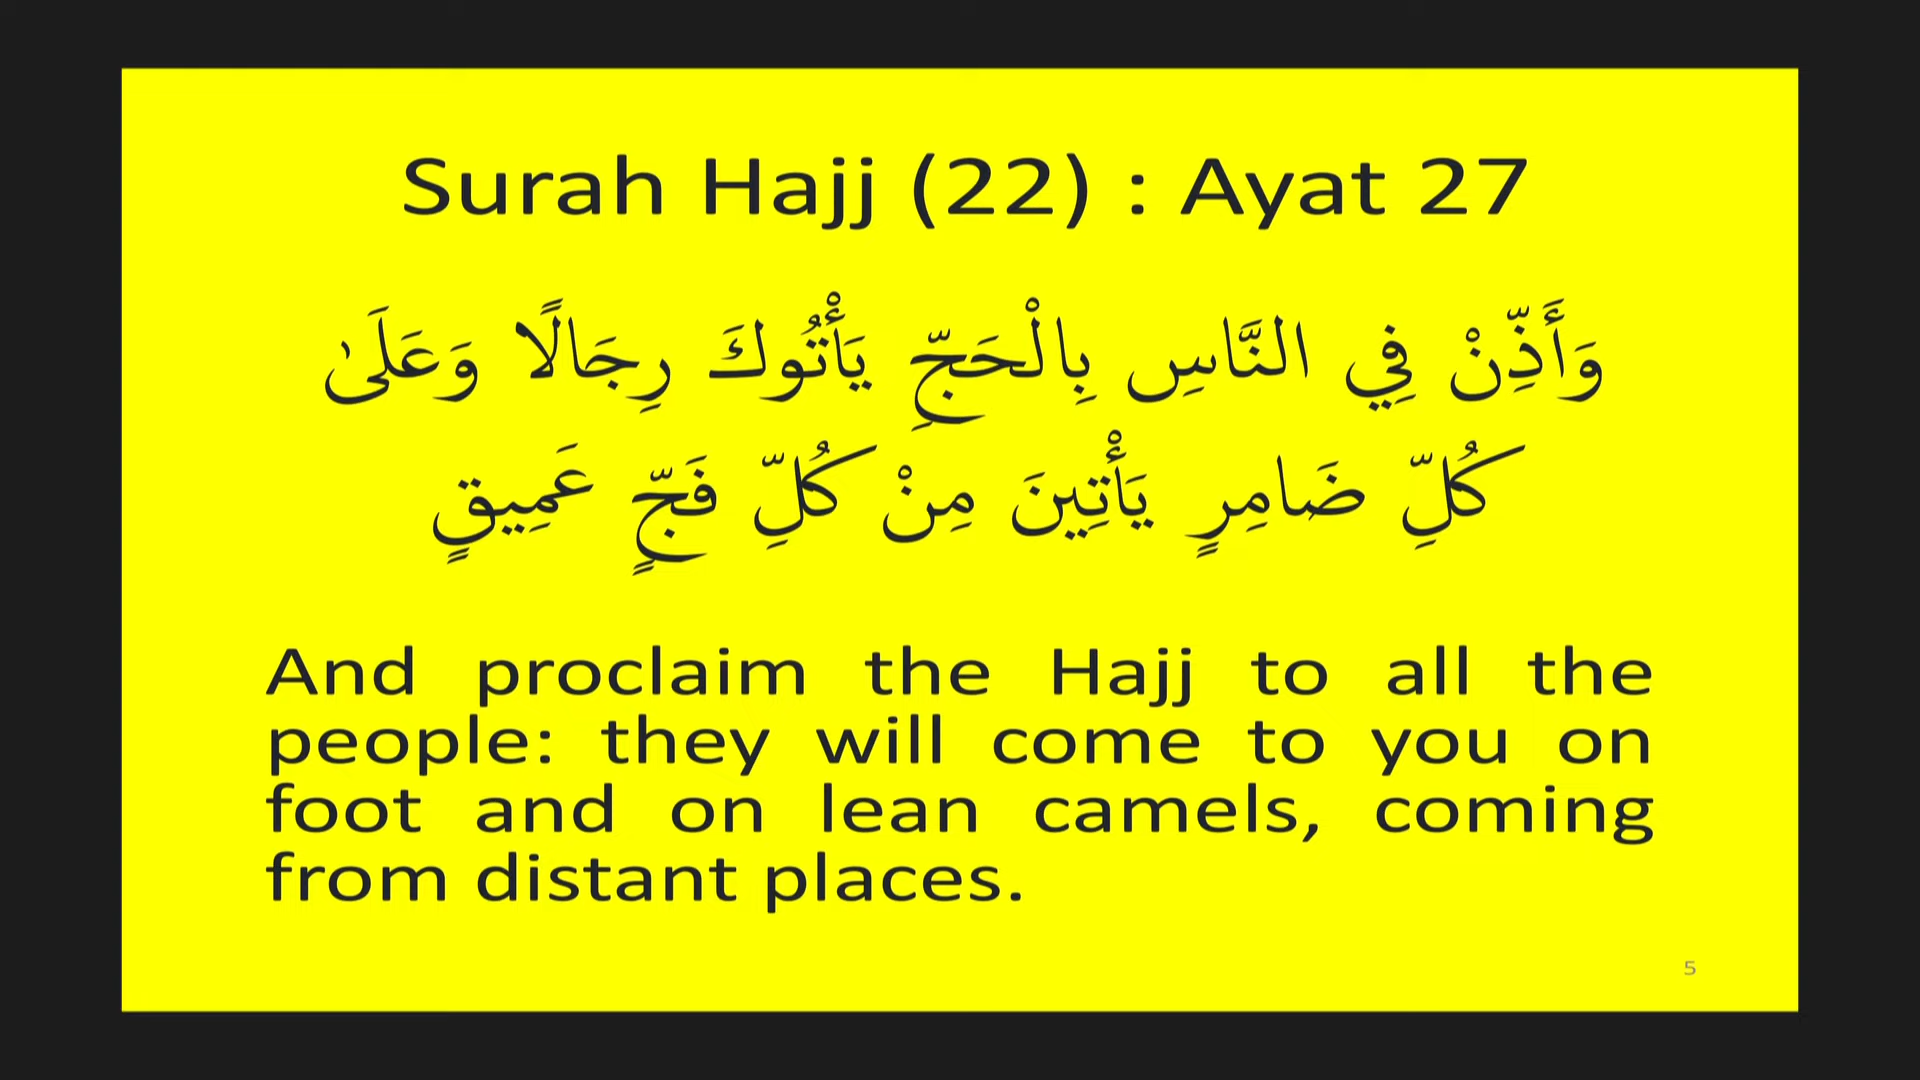 Surah Hajj (22) : Ayat 27
وَأَذِّنْ فِي النَّاسِ بِالْحَجِّ يَأْتُوكَ رِجَالًا وَعَلَىٰ
كُلِّ ضَامِرٍ يَأْتِينَ مِنْ كُلِّ فَجٍّ عَمِيقٍ
And proclaim the Hajj to all the
people: they will come to you on
foot and on lean camels, coming
from distant places.
5